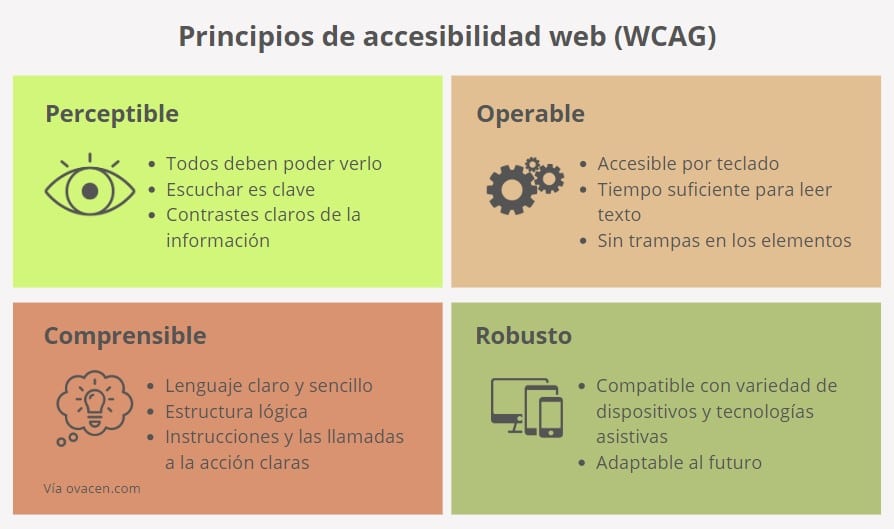 Principios de accesibilidad web (WCAG)
Perceptible
Todos deben poder verlo
Escuchar es clave
Contrastes claros de la
información
Operable
Accesible por teclado
Tiempo suficiente para leer
texto
Sin trampas en los elementos
Comprensible
Lenguaje claro y sencillo
Estructura lógica
Instrucciones y las llamadas
a la acción claras
Vía ovacen.com
Robusto
Compatible con variedad de
dispositivos y tecnologías
asistivas
Adaptable al futuro